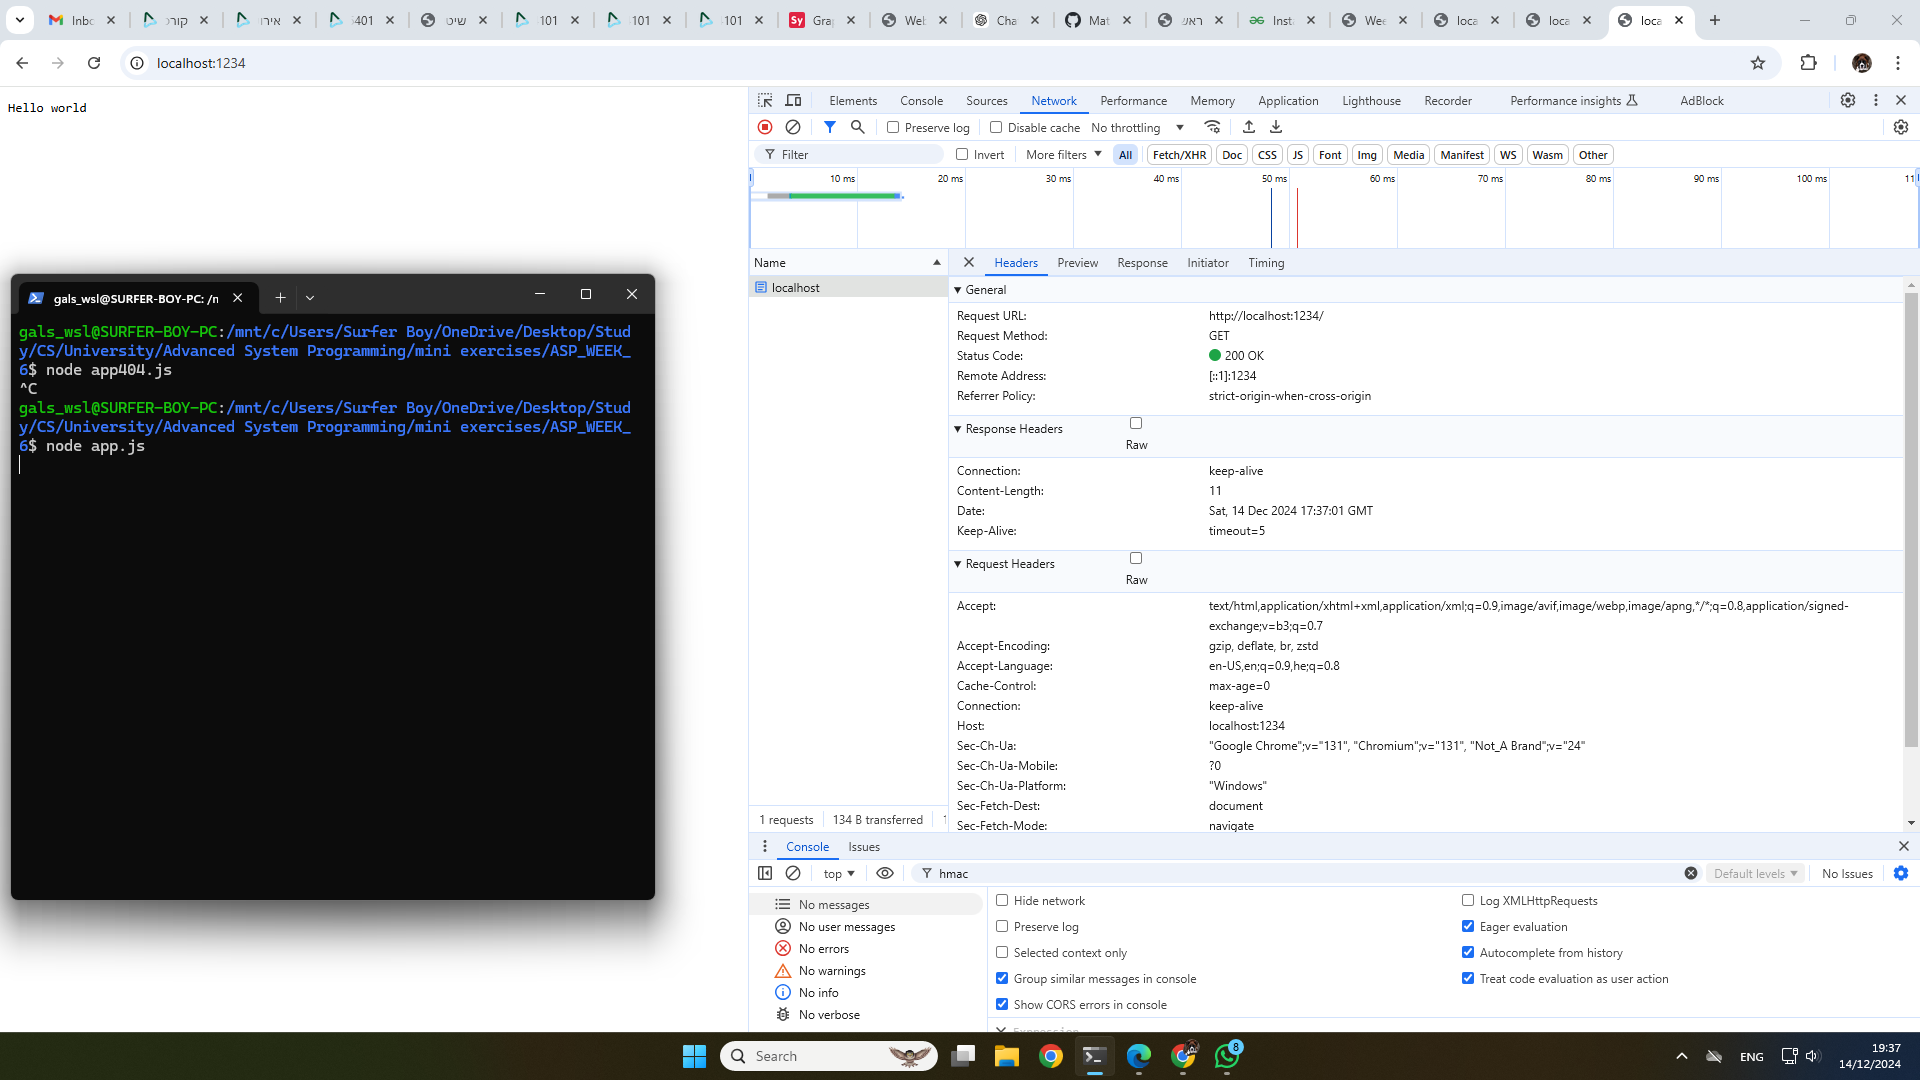 Inbo
קורס
אירו
5401
שיט
101
101
101
Sy Gra
Web
Cha
Mat
ראש
Inst
Wee
loca
loca
loca
localhost:1234
Hello world
gals_wsl@SURFER-BOY-PC: /n
gals_wsl@SURFER-BOY-PC:/mnt/c/Users/Surfer Boy/OneDrive/Desktop/Stud
y/CS/University/Advanced System Programming/mini exercises/ASP_WEEK_
6$ node app404.js
^C
gals_wsl@SURFER-BOY-PC:/mnt/c/Users/Surfer Boy/OneDrive/Desktop/Stud
y/CS/University/Advanced System Programming/mini exercises/ASP_WEEK_
6$ node app.js
Elements Console Sources Network Performance Memory Application Lighthouse Recorder Performance insights AdBlock
Preserve log Disable cache No throttling
Filter Invert More filters All Fetch/XHR Doc CSS JS Font Img Media Manifest WS Wasm Other
10 ms 20 ms 30 ms 40 ms 50 ms 60 ms 70 ms 80 ms 90 ms 100 ms 11
Name
localhost
1 requests 134 B transferred 1
Headers Preview Response Initiator Timing
General
Request URL: http://localhost:1234/
Request Method: GET
Status Code: 200 OK
Remote Address: [::1]:1234
Referrer Policy: strict-origin-when-cross-origin
Response Headers
Raw
Connection: keep-alive
Content-Length: 11
Date: Sat, 14 Dec 2024 17:37:01 GMT
Keep-Alive: timeout=5
Request Headers
Raw
Accept: text/html,application/xhtml+xml,application/xml;q=0.9,image/avif,image/webp,image/apng,*/*;q=0.8,application/signed-
exchange;v=b3;q=0.7
Accept-Encoding: gzip, deflate, br, zstd
Accept-Language: en-US,en;q=0.9,he;q=0.8
Cache-Control: max-age=0
Connection: keep-alive
Host: localhost:1234
Sec-Ch-Ua: "Google Chrome";v="131", "Chromium";v="131", "Not_A Brand";v="24"
Sec-Ch-Ua-Mobile: ?0
Sec-Ch-Ua-Platform: "Windows"
Sec-Fetch-Dest: document
Sec-Fetch-Mode: navigate
Console Issues
top hmac Default levels No Issues
No messages
No user messages
No errors
No warnings
No info
No verbose
Hide network
Preserve log
Selected context only
Group similar messages in console
Show CORS errors in console
Log XMLHttpRequests
Eager evaluation
Autocomplete from history
Treat code evaluation as user action
Expression
Search
8
ENG
19:37
14/12/2024